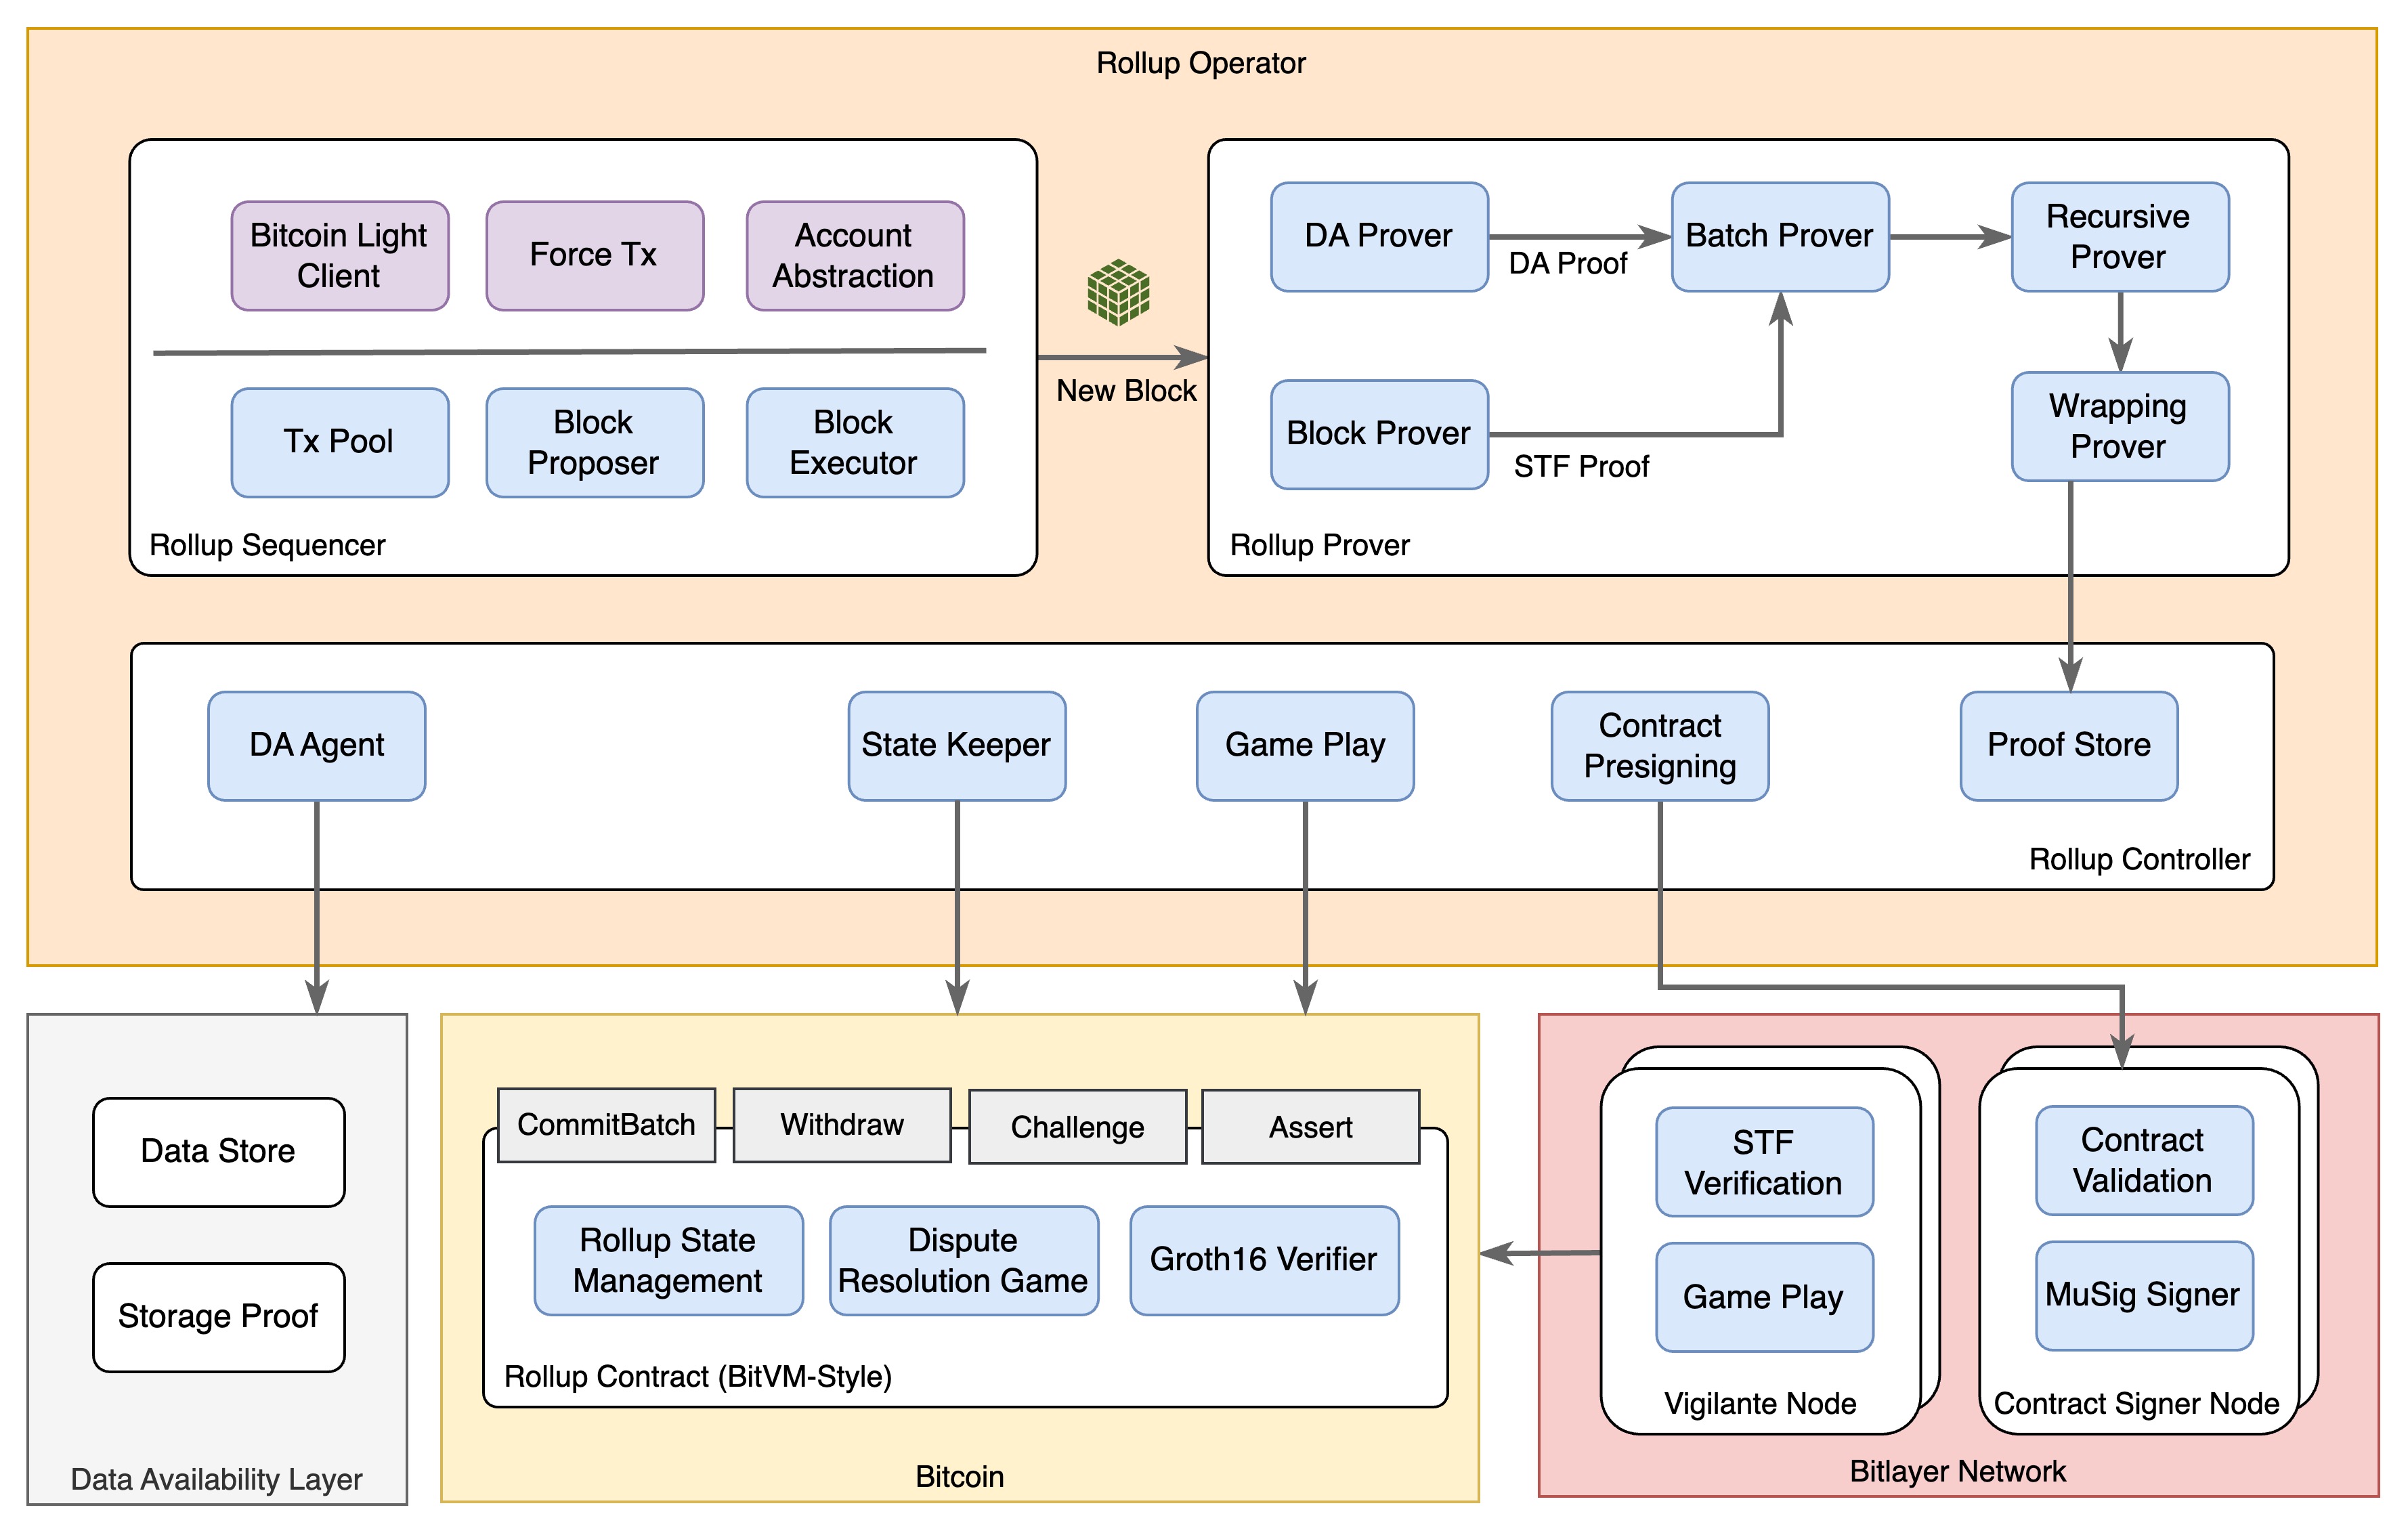 Rollup Operator
Bitcoin Light
Client
Force Tx
Account
Abstraction
Tx Pool
Block
Proposer
Block
Executor
Rollup Sequencer
New Block
DA Prover
DA Proof
Batch Prover
Recursive
Prover
Block Prover
STF Proof
Wrapping
Prover
Rollup Prover
DA Agent
State Keeper
Game Play
Contract
Presigning
Proof Store
Rollup Controller
Data Store
Storage Proof
Data Availability Layer
CommitBatch
Withdraw
Challenge
Assert
Rollup State
Management
Dispute
Resolution Game
Groth16 Verifier
Rollup Contract (BitVM-Style)
Bitcoin
STF
Verification
Game Play
Vigilante Node
Contract
Validation
MuSig Signer
Contract Signer Node
Bitlayer Network